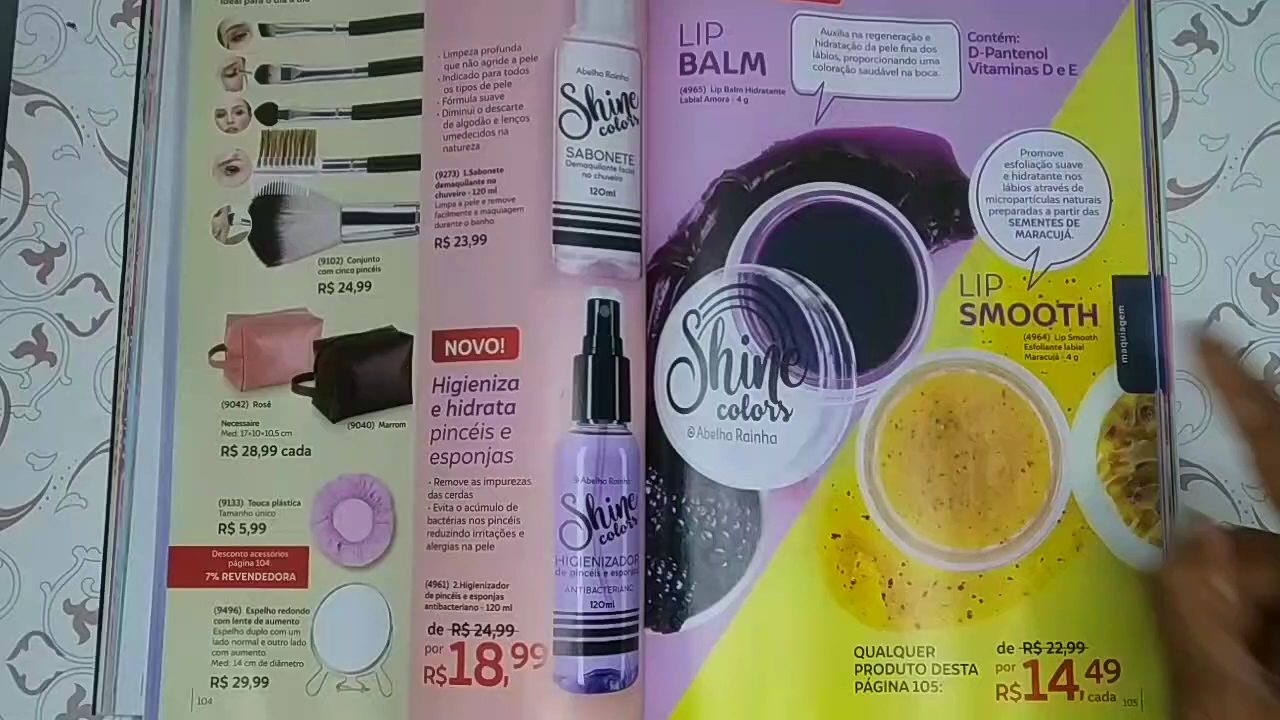 Ideal para o dia a dia
(9102) Conjunto
com cinco pincéis
R$ 24,99
(9042) Rosê
(9040) Marrom
Necessaire
Med: 17×10×10,5 cm
R$ 28,99 cada
(9133) Touca plástica
Tamanho único
R$ 5,99
Desconto acessórios
página 104:
7% REVENDEDORA
(9496) Espelho redondo
com lente de aumento
Espelho duplo com um
lado normal e outro lado
com aumento.
Med: 14 cm de diâmetro
R$ 29,99
104
• Limpeza profunda
que não agride a pele
• Indicado para todos
os tipos de pele
• Fórmula suave
• Diminui o descarte
de algodão e lenços
umedecidos na
natureza
(9273) 1.Sabonete
demaquilante no
chuveiro - 120 ml
Limpa a pele e remove
facilmente a maquiagem
durante o banho
R$ 23,99
Abelha Rainha
Shine
colors
SABONETE
Demaquilante facial
no chuveiro
120ml
NOVO!
Higieniza
e hidrata
pincéis e
esponjas
• Remove as impurezas
das cerdas
• Evita o acúmulo de
bactérias nos pincéis
reduzindo irritações e
alergias na pele
(4961) 2.Higienizador
de pincéis e esponjas
antibacteriano - 120 ml
de R$ 24,99
por
R$18,99
Abelha Rainha
Shine
colors
HIGIENIZADOR
de pincéis e esponjas
ANTIBACTERIANO
120ml
LIP
BALM
(4965) Lip Balm Hidratante
Labial Amora - 4 g
Auxilia na regeneração e
hidratação da pele fina dos
lábios, proporcionando uma
coloração saudável na boca.
Contém:
D-Pantenol
Vitaminas D e E
Promove
esfoliação suave
e hidratante nos
lábios através de
micropartículas naturais
preparadas a partir das
SEMENTES DE
MARACUJÁ.
LIP
SMOOTH
(4964) Lip Smooth
Esfoliante labial
Maracujá - 4 g
maquiagem
Shine
colors
Abelha Rainha
QUALQUER
PRODUTO DESTA
PÁGINA 105:
de R$ 22,99
por
R$14,49
cada
105